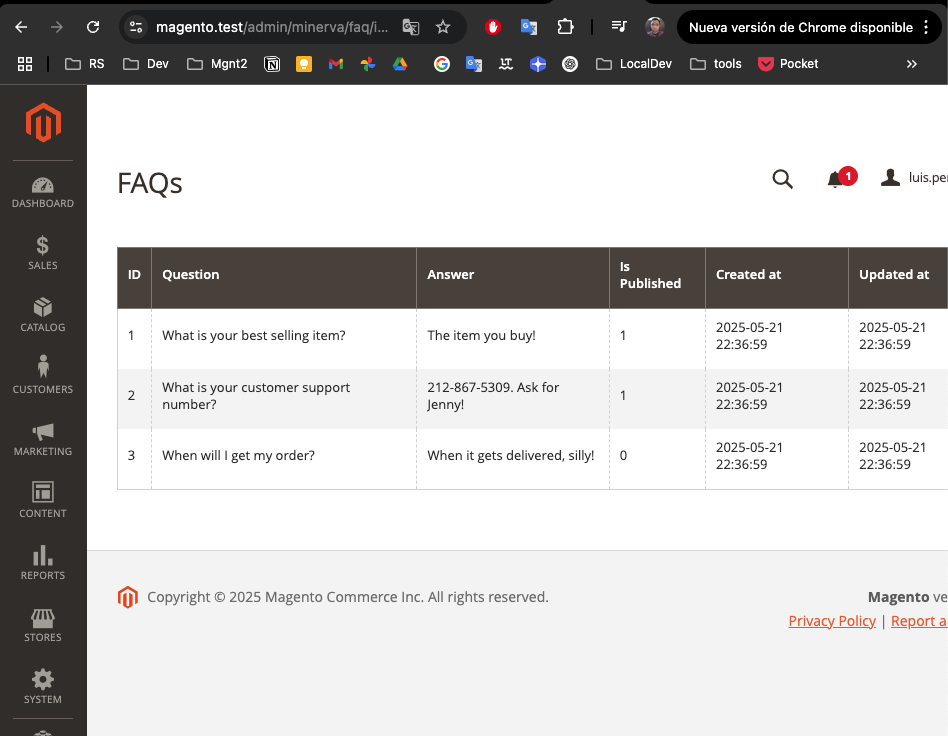 magento.test/admin/minerva/faq/i...
Nueva versión de Chrome disponible
RS
Dev
Mgnt2
LocalDev
tools
Pocket
DASHBOARD
SALES
CATALOG
CUSTOMERS
MARKETING
CONTENT
REPORTS
STORES
SYSTEM
FAQs
1
luis.per
ID Question Answer Is Published Created at Updated at
1 What is your best selling item? The item you buy! 1 2025-05-21 22:36:59 2025-05-21 22:36:59
2 What is your customer support number? 212-867-5309. Ask for Jenny! 1 2025-05-21 22:36:59 2025-05-21 22:36:59
3 When will I get my order? When it gets delivered, silly! 0 2025-05-21 22:36:59 2025-05-21 22:36:59
Copyright © 2025 Magento Commerce Inc. All rights reserved.
Magento ve
Privacy Policy | Report a